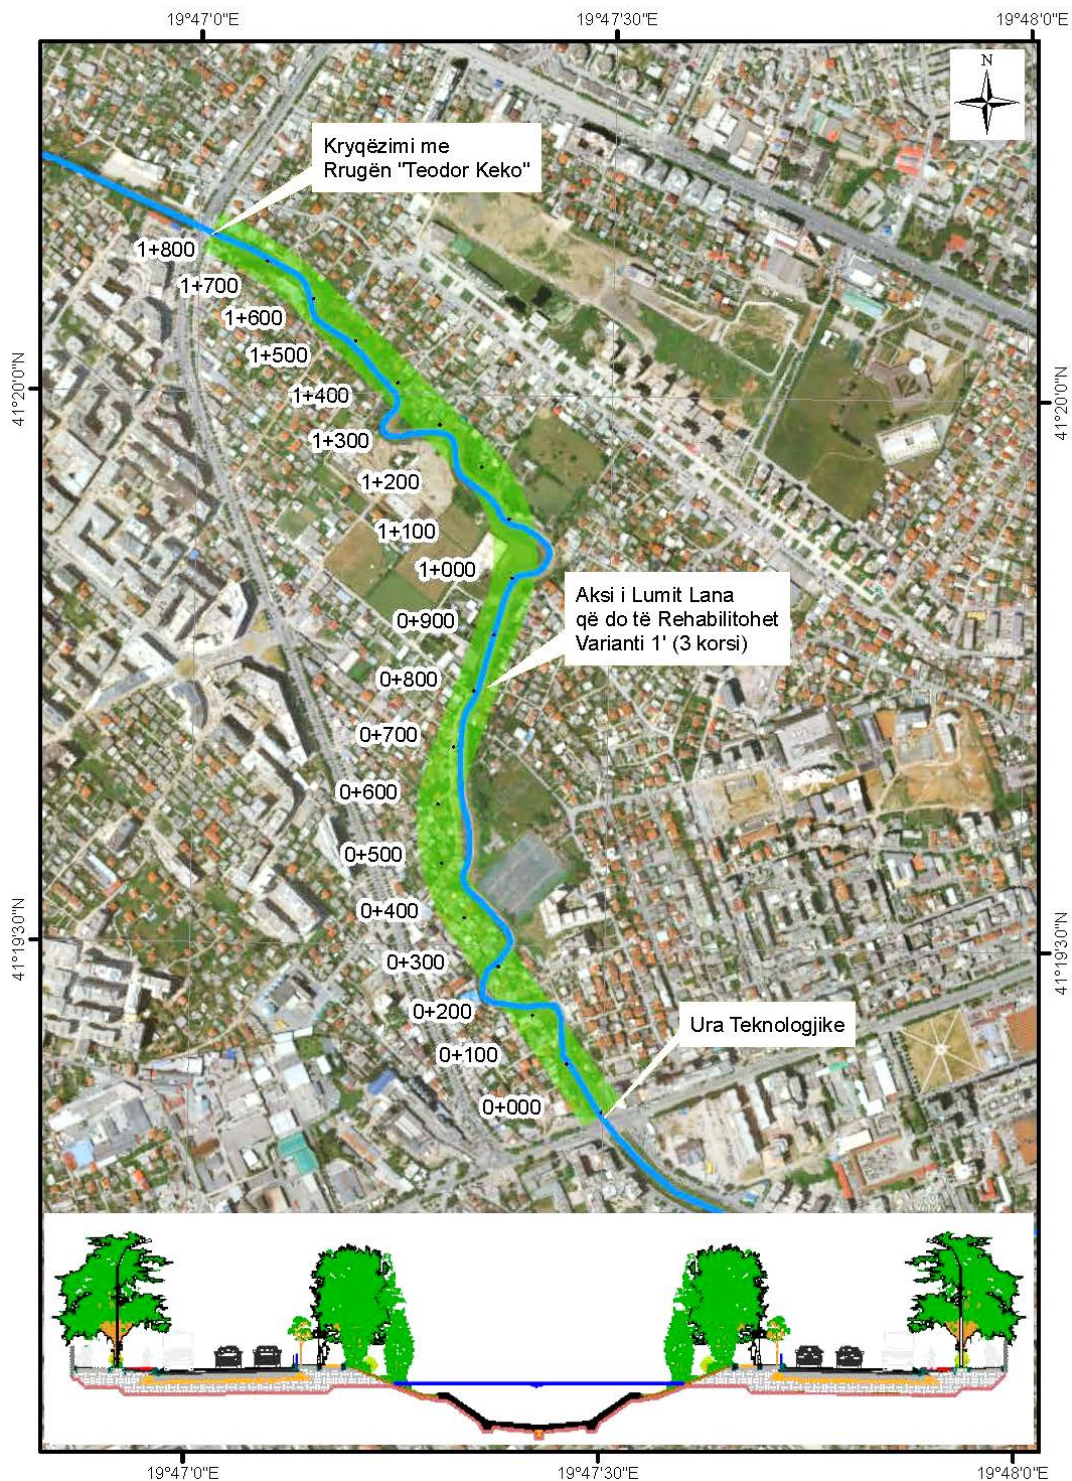 19°47'0"E
19°47'30"E
19°48'0"E
N
Kryqëzimi me
Rrugën "Teodor Keko"
1+800
1+700
1+600
1+500
41°20'0"N
41°20'0"N
1+400
1+300
1+200
1+100
1+000
Aksi i Lumit Lana
që do të Rehabilitohet
Varianti 1' (3 korsi)
0+900
0+800
0+700
0+600
0+500
0+400
41°19'30"N
41°19'30"N
0+300
0+200
Ura Teknologjike
0+100
0+000
19°47'0"E
19°47'30"E
19°48'0"E